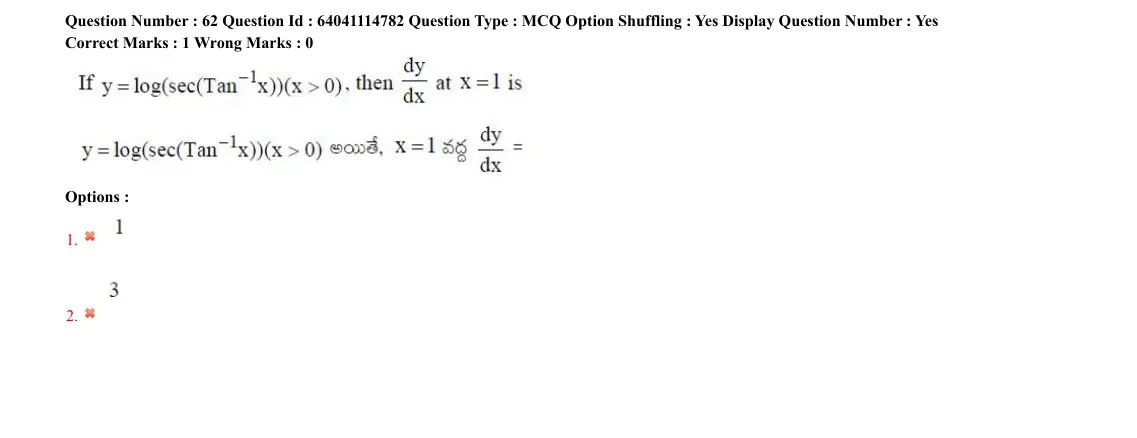 Question Number : 62 Question Id : 64041114782 Question Type : MCQ Option Shuffling : Yes Display Question Number : Yes
Correct Marks : 1 Wrong Marks : 0
If y = log(sec(Tan⁻¹x))(x > 0), then dy/dx at x = 1 is
y = log(sec(Tan⁻¹x))(x > 0) అయితే, x = 1 వద్ద dy/dx =
Options :
1. ✖ 1
2. ✖ 3